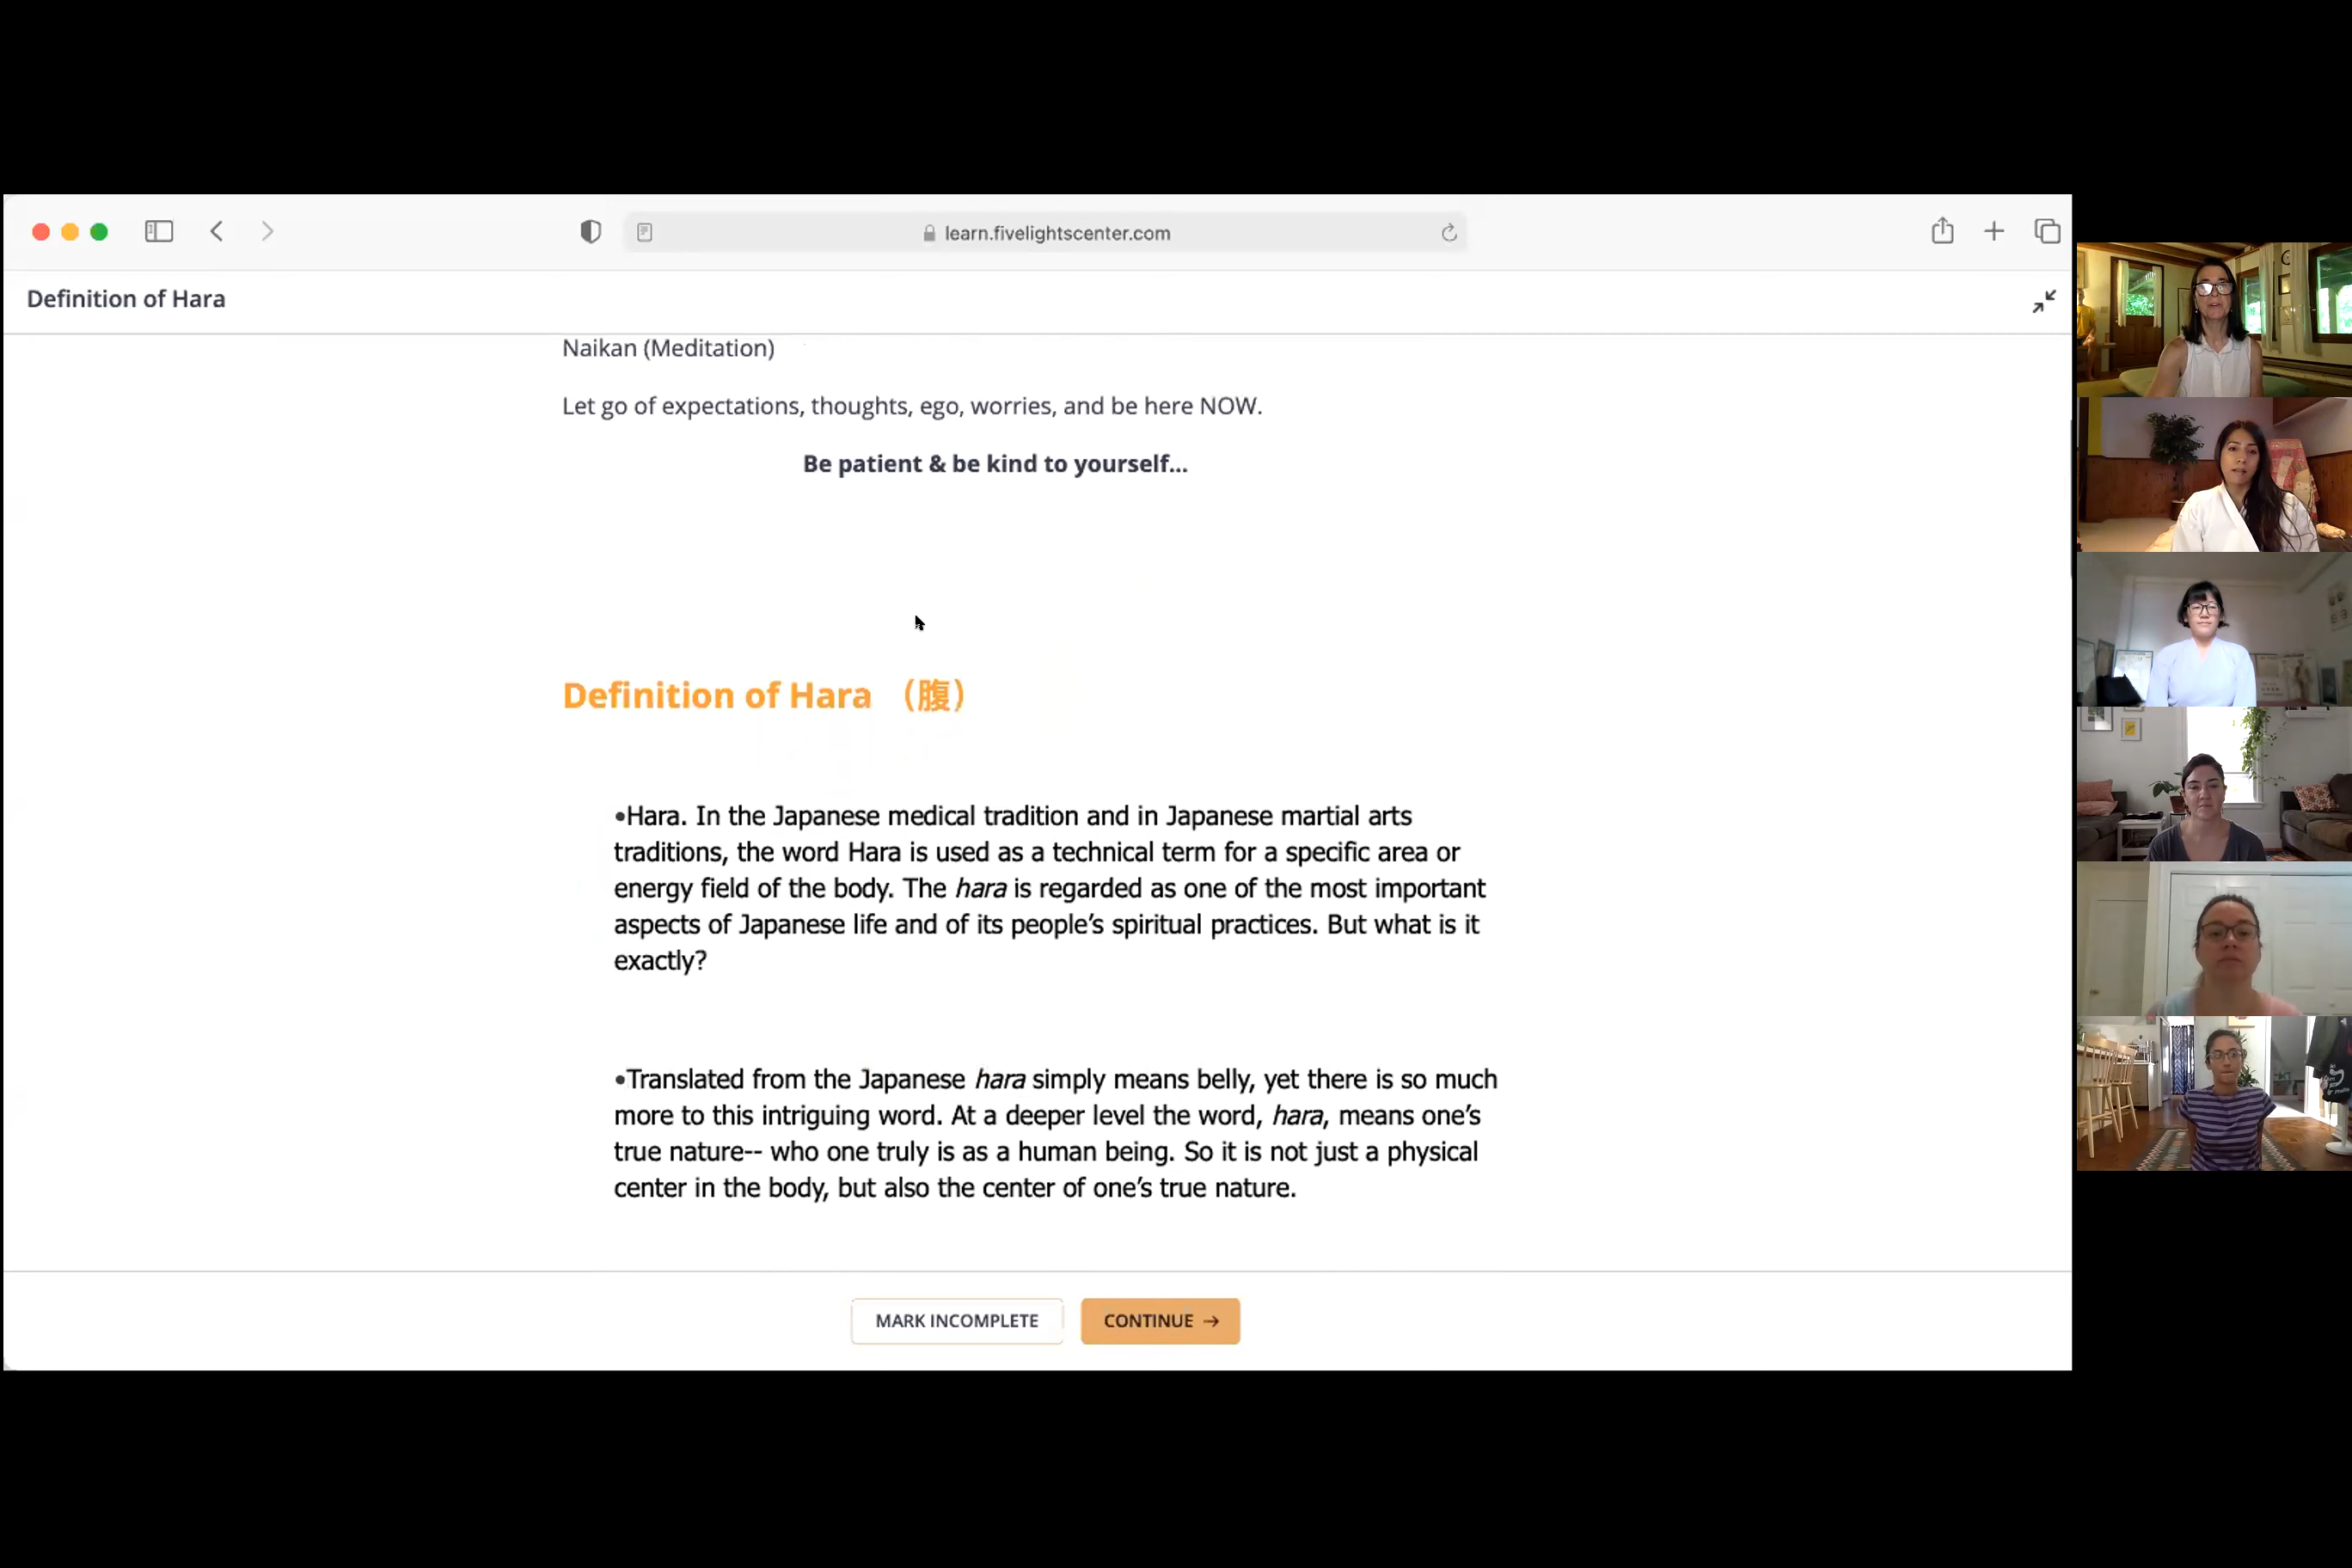 learn.fivelightscenter.com
Definition of Hara
Naikan (Meditation)
Let go of expectations, thoughts, ego, worries, and be here NOW.
Be patient & be kind to yourself...
Definition of Hara （腹）
•Hara. In the Japanese medical tradition and in Japanese martial arts
traditions, the word Hara is used as a technical term for a specific area or
energy field of the body. The hara is regarded as one of the most important
aspects of Japanese life and of its people’s spiritual practices. But what is it
exactly?
•Translated from the Japanese hara simply means belly, yet there is so much
more to this intriguing word. At a deeper level the word, hara, means one’s
true nature-- who one truly is as a human being. So it is not just a physical
center in the body, but also the center of one’s true nature.
MARK INCOMPLETE
CONTINUE →